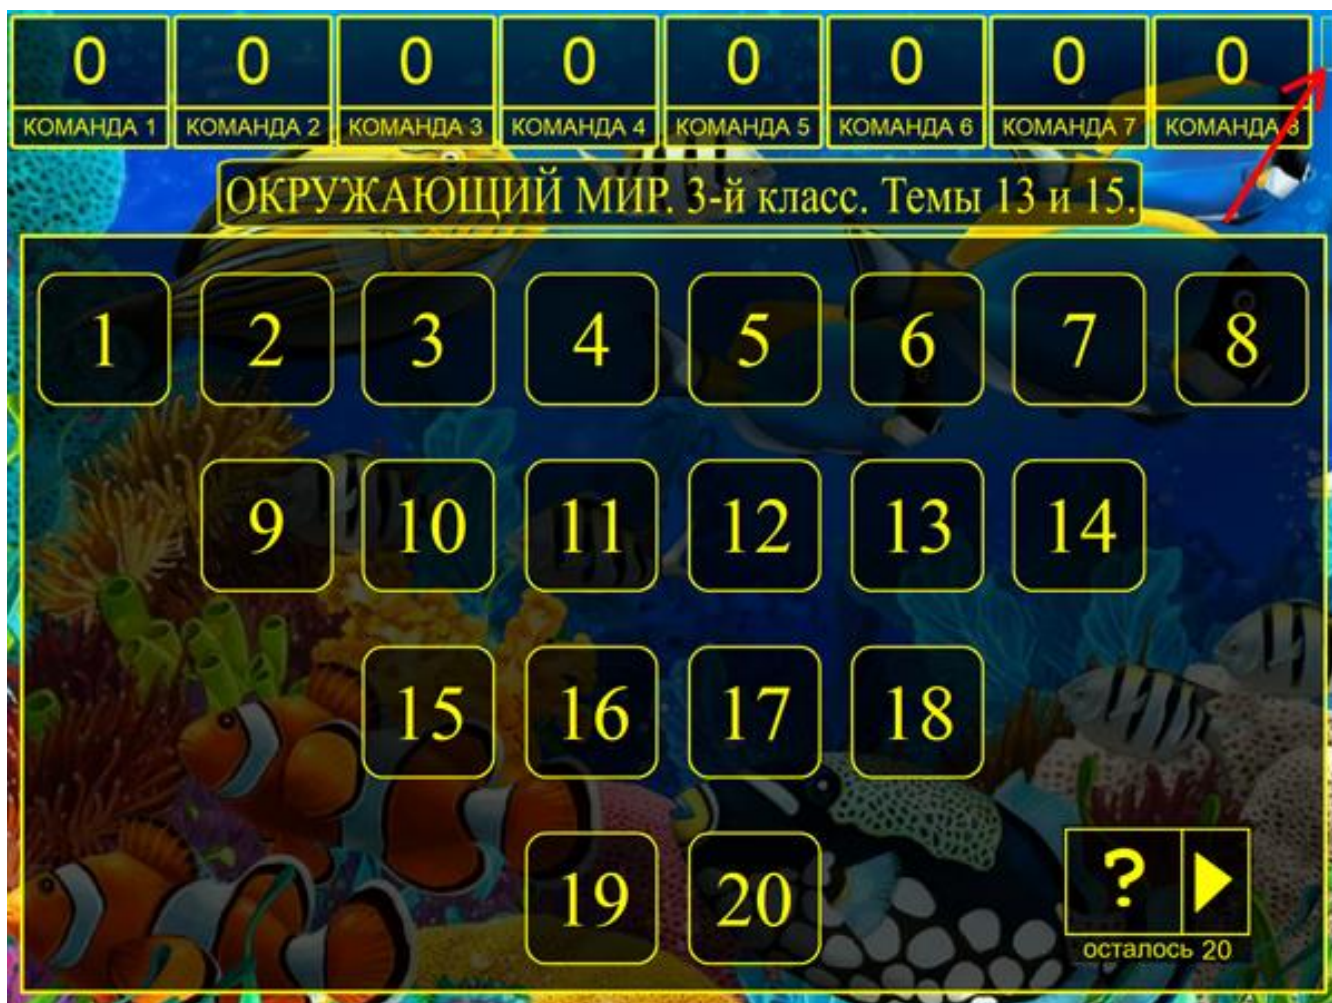 0 0 0 0 0 0 0 0
КОМАНДА 1 КОМАНДА 2 КОМАНДА 3 КОМАНДА 4 КОМАНДА 5 КОМАНДА 6 КОМАНДА 7 КОМАНДА 8
ОКРУЖАЮЩИЙ МИР. 3-й класс. Темы 13 и 15.
1 2 3 4 5 6 7 8
9 10 11 12 13 14
15 16 17 18
19 20 ?
осталось 20